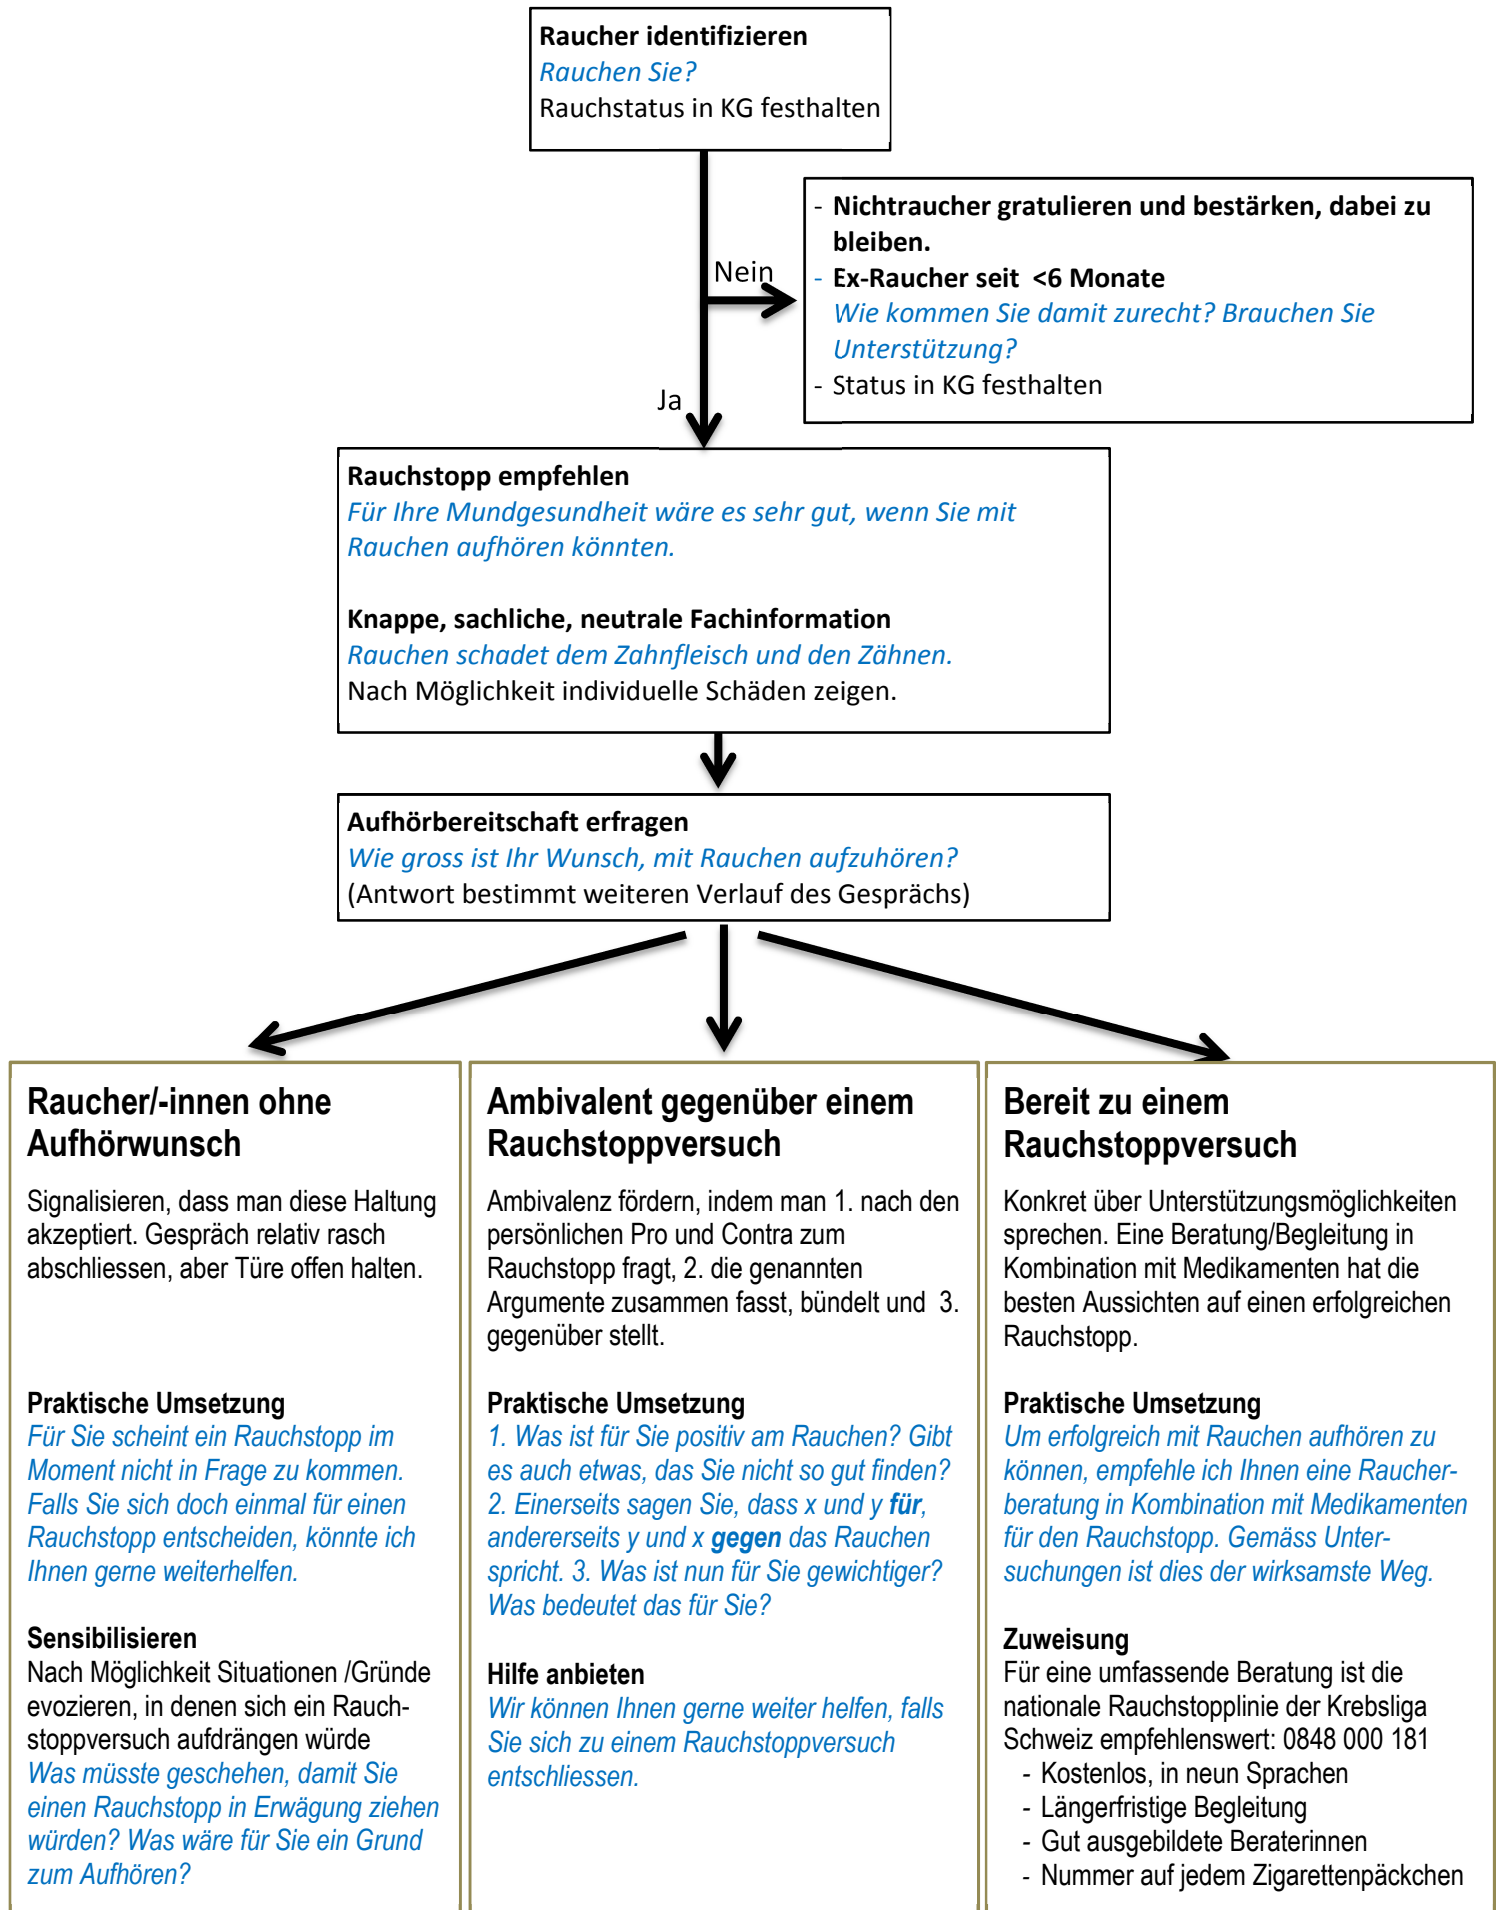 Raucher identifizieren
Rauchen Sie?
Rauchstatus in KG festhalten
Nein
- Nichtraucher gratulieren und bestärken, dabei zu
bleiben.
- Ex-Raucher seit <6 Monate
Wie kommen Sie damit zurecht? Brauchen Sie
Unterstützung?
- Status in KG festhalten
Ja
Rauchstopp empfehlen
Für Ihre Mundgesundheit wäre es sehr gut, wenn Sie mit
Rauchen aufhören könnten.
Knappe, sachliche, neutrale Fachinformation
Rauchen schadet dem Zahnfleisch und den Zähnen.
Nach Möglichkeit individuelle Schäden zeigen.
Aufhörbereitschaft erfragen
Wie gross ist Ihr Wunsch, mit Rauchen aufzuhören?
(Antwort bestimmt weiteren Verlauf des Gesprächs)
Raucher/-innen ohne
Aufhörwunsch
Signalisieren, dass man diese Haltung
akzeptiert. Gespräch relativ rasch
abschliessen, aber Türe offen halten.
Praktische Umsetzung
Für Sie scheint ein Rauchstopp im
Moment nicht in Frage zu kommen.
Falls Sie sich doch einmal für einen
Rauchstopp entscheiden, könnte ich
Ihnen gerne weiterhelfen.
Sensibilisieren
Nach Möglichkeit Situationen /Gründe
evozieren, in denen sich ein Rauch-
stoppversuch aufdrängen würde
Was müsste geschehen, damit Sie
einen Rauchstopp in Erwägung ziehen
würden? Was wäre für Sie ein Grund
zum Aufhören?
Ambivalent gegenüber einem
Rauchstoppversuch
Ambivalenz fördern, indem man 1. nach den
persönlichen Pro und Contra zum
Rauchstopp fragt, 2. die genannten
Argumente zusammen fasst, bündelt und 3.
gegenüber stellt.
Praktische Umsetzung
1. Was ist für Sie positiv am Rauchen? Gibt
es auch etwas, das Sie nicht so gut finden?
2. Einerseits sagen Sie, dass x und y für,
andererseits y und x gegen das Rauchen
spricht. 3. Was ist nun für Sie gewichtiger?
Was bedeutet das für Sie?
Hilfe anbieten
Wir können Ihnen gerne weiter helfen, falls
Sie sich zu einem Rauchstoppversuch
entschliessen.
Bereit zu einem
Rauchstoppversuch
Konkret über Unterstützungsmöglichkeiten
sprechen. Eine Beratung/Begleitung in
Kombination mit Medikamenten hat die
besten Aussichten auf einen erfolgreichen
Rauchstopp.
Praktische Umsetzung
Um erfolgreich mit Rauchen aufhören zu
können, empfehle ich Ihnen eine Raucher-
beratung in Kombination mit Medikamenten
für den Rauchstopp. Gemäss Unter-
suchungen ist dies der wirksamste Weg.
Zuweisung
Für eine umfassende Beratung ist die
nationale Rauchstopplinie der Krebsliga
Schweiz empfehlenswert: 0848 000 181
- Kostenlos, in neun Sprachen
- Längerfristige Begleitung
- Gut ausgebildete Beraterinnen
- Nummer auf jedem Zigarettenpäckchen